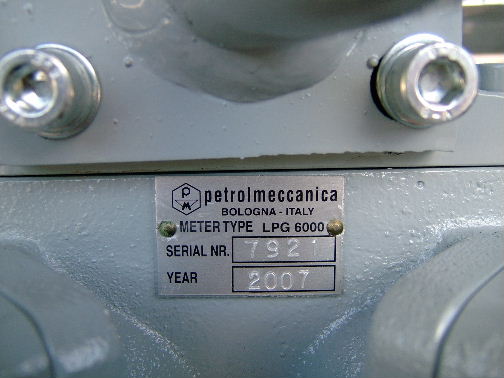 PM petrolmeccanica
BOLOGNA - ITALY
METER TYPE LPG 6000
SERIAL NR. 7921
YEAR 2007